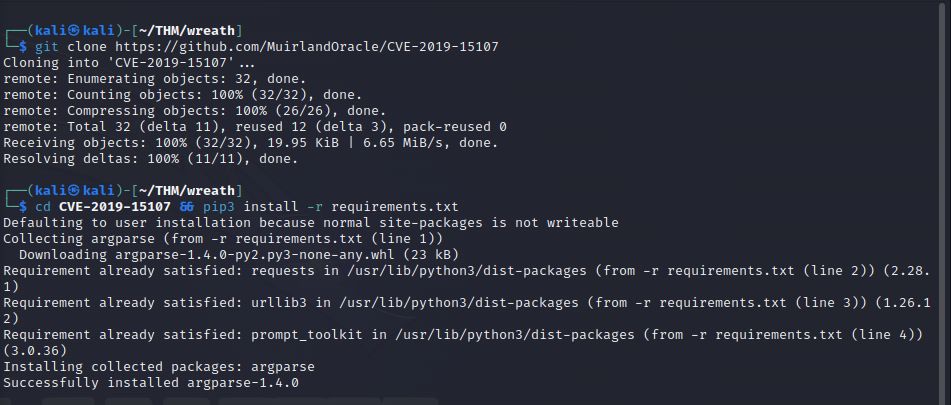 ┌──(kali㉿kali)-[~/THM/wreath]
└─$ git clone https://github.com/MuirlandOracle/CVE-2019-15107
Cloning into 'CVE-2019-15107'...
remote: Enumerating objects: 32, done.
remote: Counting objects: 100% (32/32), done.
remote: Compressing objects: 100% (26/26), done.
remote: Total 32 (delta 11), reused 12 (delta 3), pack-reused 0
Receiving objects: 100% (32/32), 19.95 KiB | 6.65 MiB/s, done.
Resolving deltas: 100% (11/11), done.
┌──(kali㉿kali)-[~/THM/wreath]
└─$ cd CVE-2019-15107 && pip3 install -r requirements.txt
Defaulting to user installation because normal site-packages is not writeable
Collecting argparse (from -r requirements.txt (line 1))
  Downloading argparse-1.4.0-py2.py3-none-any.whl (23 kB)
Requirement already satisfied: requests in /usr/lib/python3/dist-packages (from -r requirements.txt (line 2)) (2.28.
1)
Requirement already satisfied: urllib3 in /usr/lib/python3/dist-packages (from -r requirements.txt (line 3)) (1.26.1
2)
Requirement already satisfied: prompt_toolkit in /usr/lib/python3/dist-packages (from -r requirements.txt (line 4))
(3.0.36)
Installing collected packages: argparse
Successfully installed argparse-1.4.0